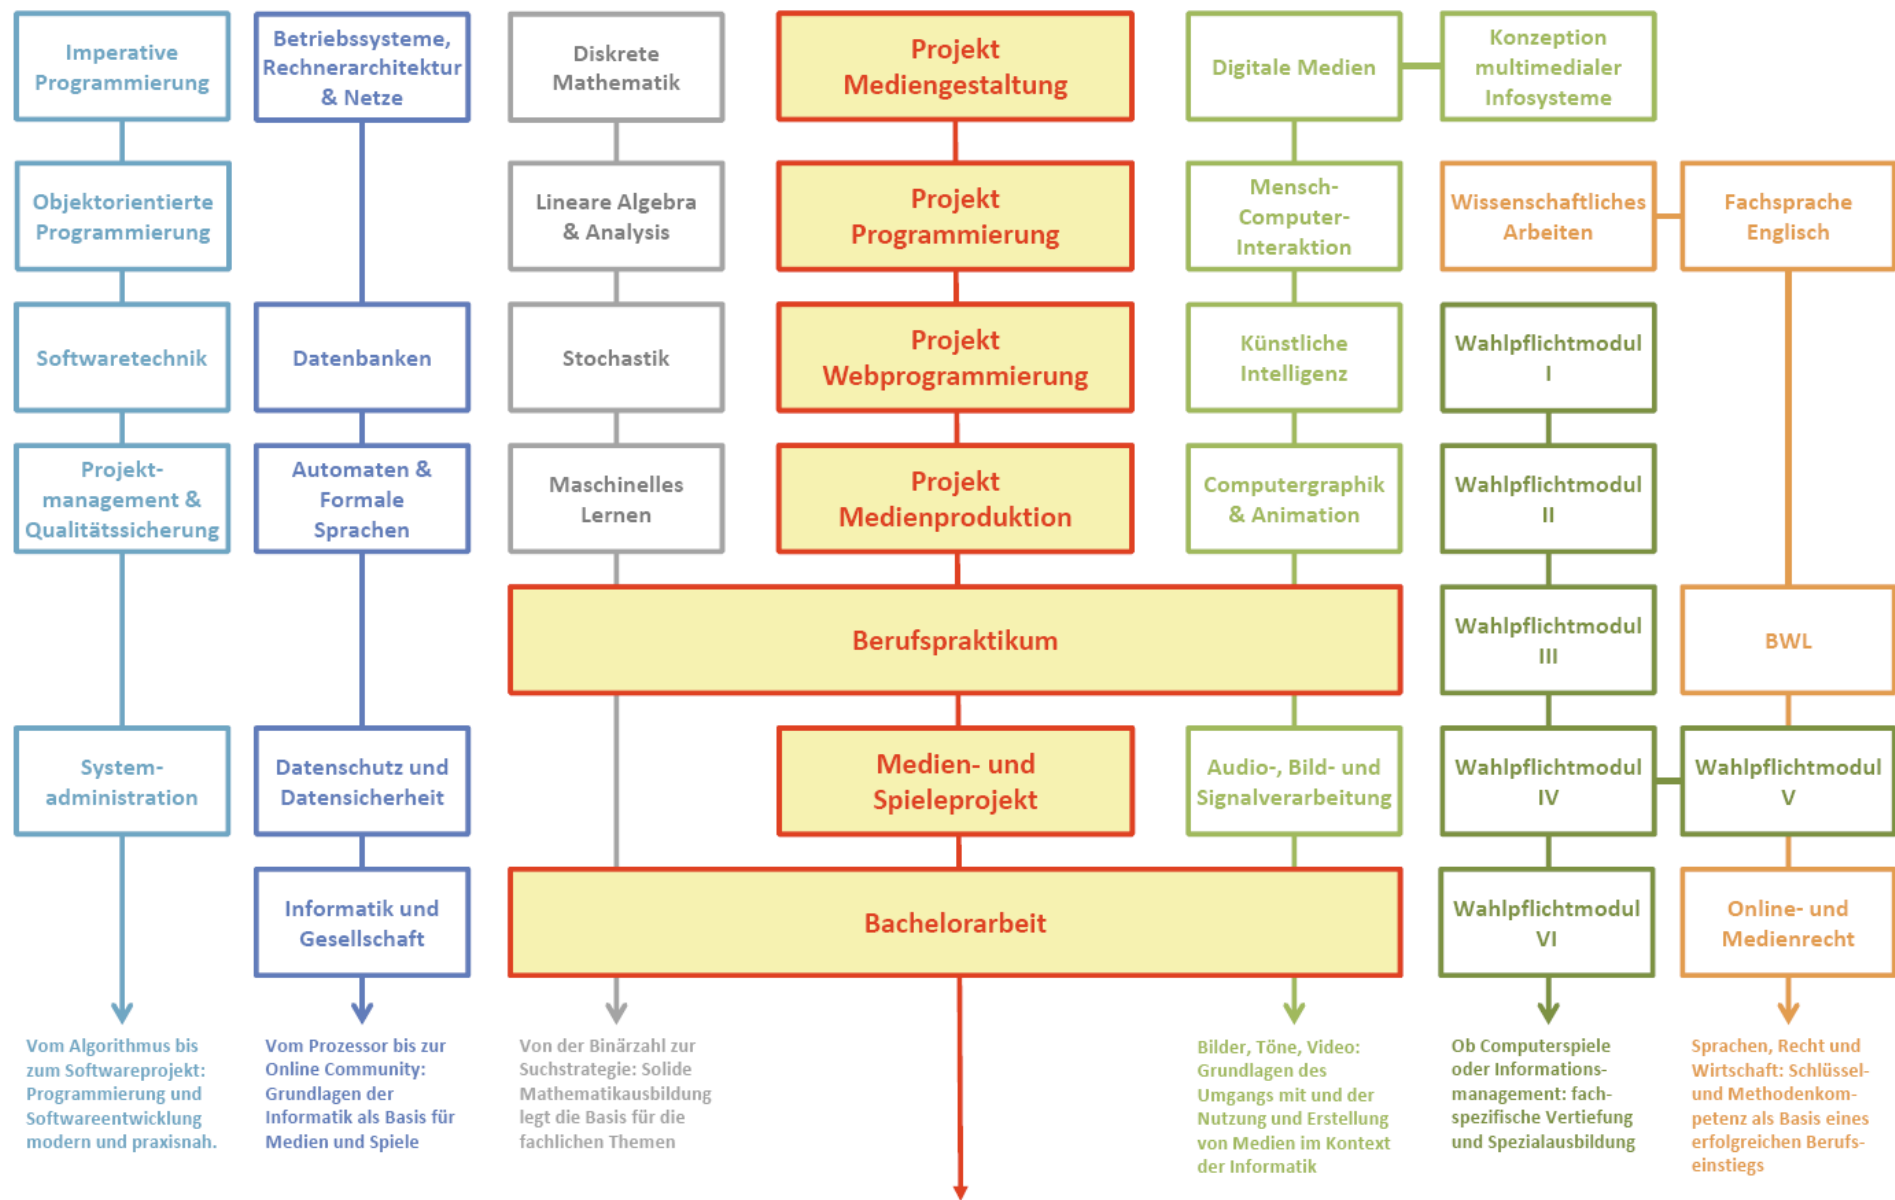 Imperative
Programmierung
Betriebssysteme,
Rechnerarchitektur
& Netze
Diskrete
Mathematik
Projekt
Mediengestaltung
Digitale Medien
Konzeption
multimedialer
Infosysteme
Objektorientierte
Programmierung
Lineare Algebra
& Analysis
Projekt
Programmierung
Mensch-
Computer-
Interaktion
Wissenschaftliches
Arbeiten
Fachsprache
Englisch
Softwaretechnik
Datenbanken
Stochastik
Projekt
Webprogrammierung
Künstliche
Intelligenz
Wahlpflichtmodul
I
Projekt-
management &
Qualitätssicherung
Automaten &
Formale
Sprachen
Maschinelles
Lernen
Projekt
Medienproduktion
Computergraphik
& Animation
Wahlpflichtmodul
II
Berufspraktikum
Wahlpflichtmodul
III
BWL
System-
administration
Datenschutz und
Datensicherheit
Medien- und
Spieleprojekt
Audio-, Bild- und
Signalverarbeitung
Wahlpflichtmodul
IV
Wahlpflichtmodul
V
Informatik und
Gesellschaft
Bachelorarbeit
Wahlpflichtmodul
VI
Online- und
Medienrecht
Vom Algorithmus bis
zum Softwareprojekt:
Programmierung und
Softwareentwicklung
modern und praxisnah.
Vom Prozessor bis zur
Online Community:
Grundlagen der
Informatik als Basis für
Medien und Spiele
Von der Binärzahl zur
Suchstrategie: Solide
Mathematikausbildung
legt die Basis für die
fachlichen Themen
Bilder, Töne, Video:
Grundlagen des
Umgangs mit und der
Nutzung und Erstellung
von Medien im Kontext
der Informatik
Ob Computerspiele
oder Informations-
management: fach-
spezifische Vertiefung
und Spezialausbildung
Sprachen, Recht und
Wirtschaft: Schlüssel-
und Methodenkom-
petenz als Basis eines
erfolgreichen Berufs-
einstiegs